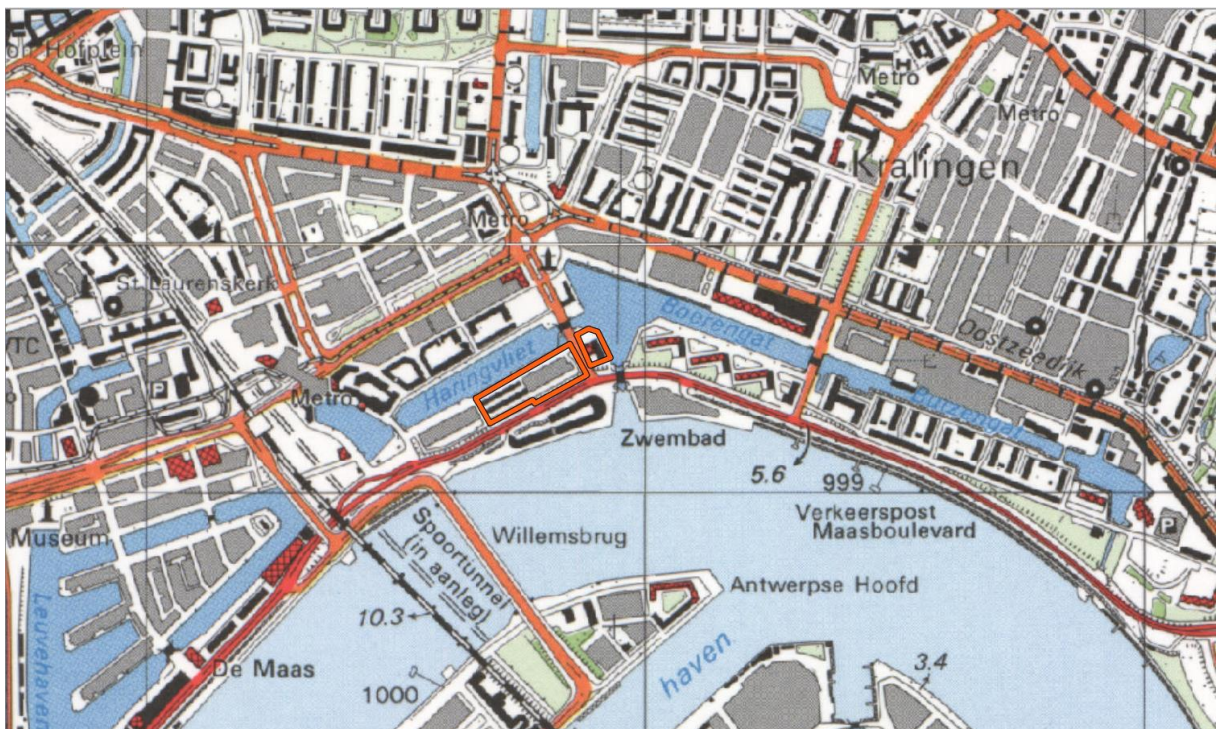 Hofplein
Metro
Metro
Kralingen
Metro
St. Laurenskerk
WTC
P
Metro
Haringvliet
Boerengat
Oostzeedijk
Buizengat
Zwembad
5.6
999
Verkeerspost
Maasboulevard
P
Museum
Willemsbrug
Spoortunnel
(in aanleg)
Antwerpse Hoofd
10.3
Leuvehaven
De Maas
1000
haven
3.4